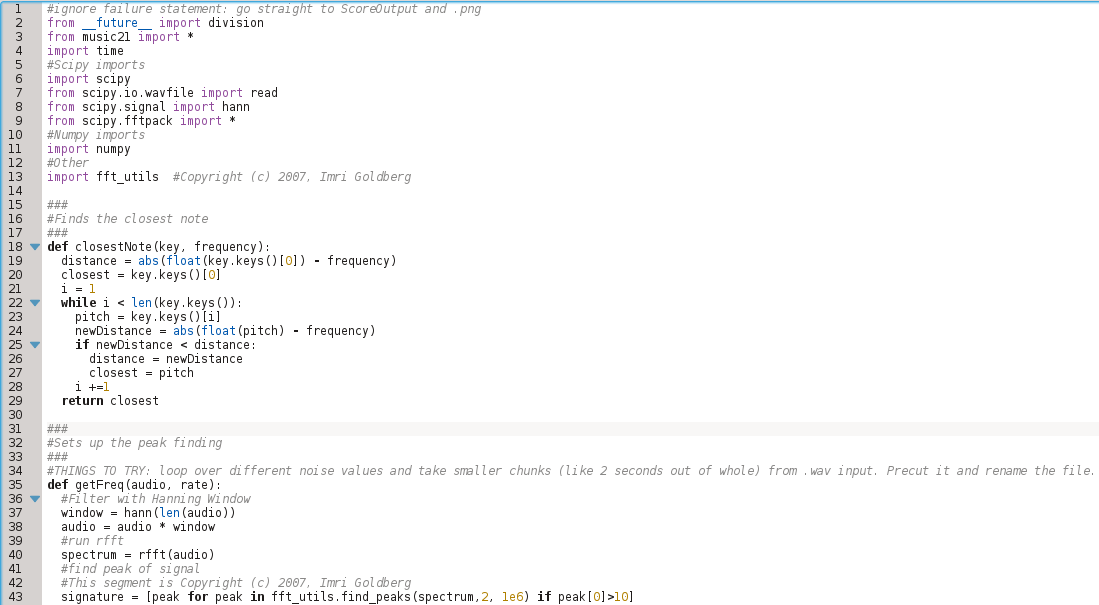 1 #ignore failure statement: go straight to ScoreOutput and .png
2 from __future__ import division
3 from music21 import *
4 import time
5 #Scipy imports
6 import scipy
7 from scipy.io.wavfile import read
8 from scipy.signal import hann
9 from scipy.fftpack import *
10 #Numpy imports
11 import numpy
12 #Other
13 import fft_utils  #Copyright (c) 2007, Imri Goldberg
14
15 ###
16 #Finds the closest note
17 ###
18 def closestNote(key, frequency):
19   distance = abs(float(key.keys()[0]) - frequency)
20   closest = key.keys()[0]
21   i = 1
22   while i < len(key.keys()):
23     pitch = key.keys()[i]
24     newDistance = abs(float(pitch) - frequency)
25     if newDistance < distance:
26       distance = newDistance
27       closest = pitch
28     i +=1
29   return closest
30
31 ###
32 #Sets up the peak finding
33 ###
34 #THINGS TO TRY: loop over different noise values and take smaller chunks (like 2 seconds out of whole) from .wav input. Precut it and rename the file.
35 def getFreq(audio, rate):
36   #Filter with Hanning Window
37   window = hann(len(audio))
38   audio = audio * window
39   #run rfft
40   spectrum = rfft(audio)
41   #find peak of signal
42   #This segment is Copyright (c) 2007, Imri Goldberg
43   signature = [peak for peak in fft_utils.find_peaks(spectrum,2, 1e6) if peak[0]>10]